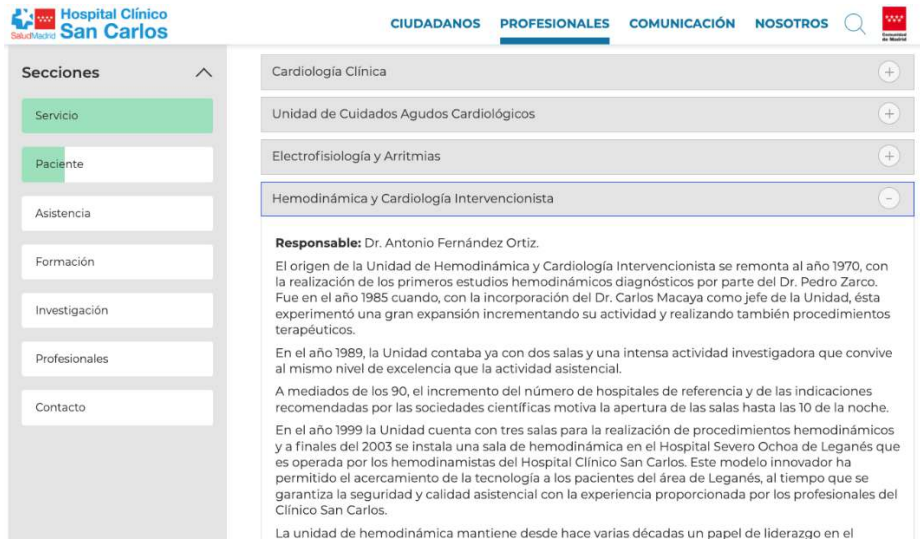 Hospital Clínico
San Carlos
SaludMadrid
CIUDADANOS PROFESIONALES COMUNICACIÓN NOSOTROS
Comunidad
de Madrid
Secciones
Servicio
Paciente
Asistencia
Formación
Investigación
Profesionales
Contacto
Cardiología Clínica
Unidad de Cuidados Agudos Cardiológicos
Electrofisiología y Arritmias
Hemodinámica y Cardiología Intervencionista
Responsable: Dr. Antonio Fernández Ortiz.
El origen de la Unidad de Hemodinámica y Cardiología Intervencionista se remonta al año 1970, con
la realización de los primeros estudios hemodinámicos diagnósticos por parte del Dr. Pedro Zarco.
Fue en el año 1985 cuando, con la incorporación del Dr. Carlos Macaya como jefe de la Unidad, ésta
experimentó una gran expansión incrementando su actividad y realizando también procedimientos
terapéuticos.
En el año 1989, la Unidad contaba ya con dos salas y una intensa actividad investigadora que convive
al mismo nivel de excelencia que la actividad asistencial.
A mediados de los 90, el incremento del número de hospitales de referencia y de las indicaciones
recomendadas por las sociedades científicas motiva la apertura de las salas hasta las 10 de la noche.
En el año 1999 la Unidad cuenta con tres salas para la realización de procedimientos hemodinámicos
y a finales del 2003 se instala una sala de hemodinámica en el Hospital Severo Ochoa de Leganés que
es operada por los hemodinamistas del Hospital Clínico San Carlos. Este modelo innovador ha
permitido el acercamiento de la tecnología a los pacientes del área de Leganés, al tiempo que se
garantiza la seguridad y calidad asistencial con la experiencia proporcionada por los profesionales del
Clínico San Carlos.
La unidad de hemodinámica mantiene desde hace varias décadas un papel de liderazgo en el